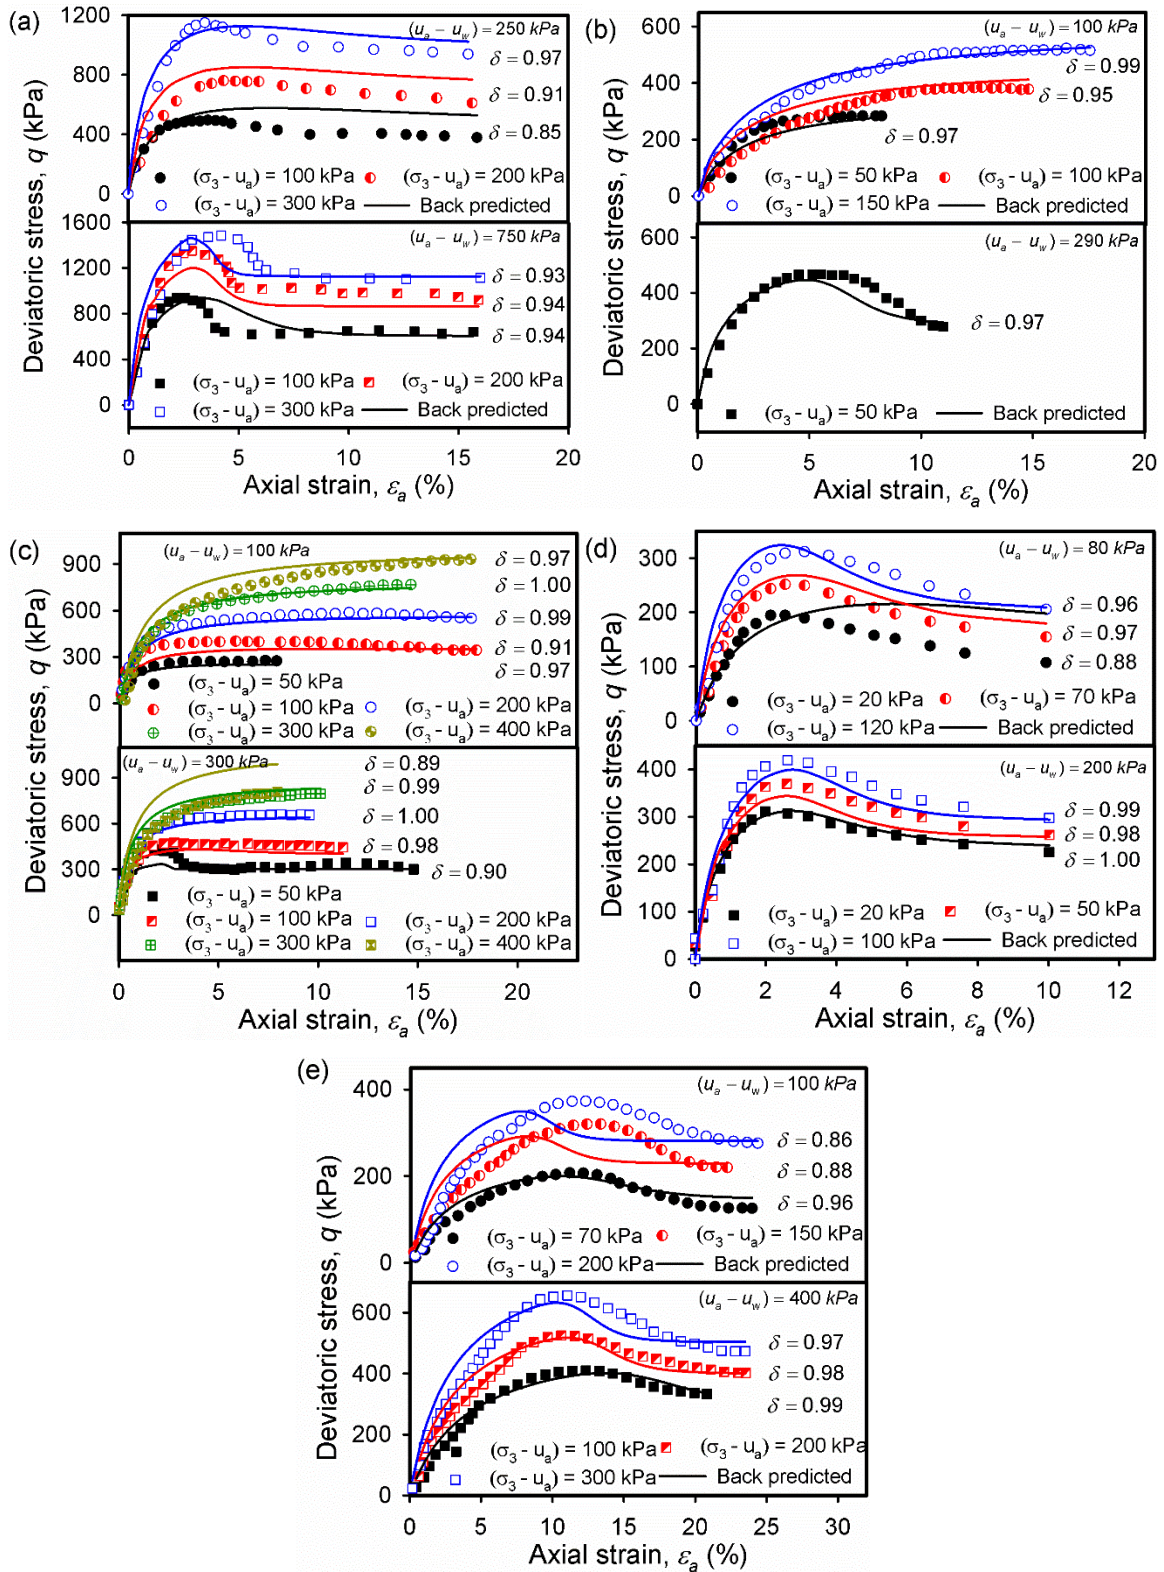 (a)
Deviatoric stress, q (kPa)
1200
800
400
0
(uₐ − u_w) = 250 kPa
δ = 0.97
δ = 0.91
δ = 0.85
(σ₃ - uₐ) = 100 kPa
(σ₃ - uₐ) = 200 kPa
(σ₃ - uₐ) = 300 kPa
Back predicted
1600
1200
800
400
0
(uₐ − u_w) = 750 kPa
δ = 0.93
δ = 0.94
δ = 0.94
(σ₃ - uₐ) = 100 kPa
(σ₃ - uₐ) = 200 kPa
(σ₃ - uₐ) = 300 kPa
Back predicted
0 5 10 15 20
Axial strain, εₐ (%)
(b)
Deviatoric stress, q (kPa)
600
400
200
0
(uₐ − u_w) = 100 kPa
δ = 0.99
δ = 0.95
δ = 0.97
(σ₃ - uₐ) = 50 kPa
(σ₃ - uₐ) = 100 kPa
(σ₃ - uₐ) = 150 kPa
Back predicted
600
400
200
0
(uₐ − u_w) = 290 kPa
δ = 0.97
(σ₃ - uₐ) = 50 kPa
Back predicted
0 5 10 15 20
Axial strain, εₐ (%)
(c)
Deviatoric stress, q (kPa)
900
600
300
0
(uₐ − u_w) = 100 kPa
δ = 0.97
δ = 1.00
δ = 0.99
δ = 0.91
δ = 0.97
(σ₃ - uₐ) = 50 kPa
(σ₃ - uₐ) = 100 kPa
(σ₃ - uₐ) = 200 kPa
(σ₃ - uₐ) = 300 kPa
(σ₃ - uₐ) = 400 kPa
900
600
300
0
(uₐ − u_w) = 300 kPa
δ = 0.89
δ = 0.99
δ = 1.00
δ = 0.98
δ = 0.90
(σ₃ - uₐ) = 50 kPa
(σ₃ - uₐ) = 100 kPa
(σ₃ - uₐ) = 200 kPa
(σ₃ - uₐ) = 300 kPa
(σ₃ - uₐ) = 400 kPa
0 10 20
Axial strain, εₐ (%)
(d)
Deviatoric stress, q (kPa)
300
200
100
0
(uₐ − u_w) = 80 kPa
δ = 0.96
δ = 0.97
δ = 0.88
(σ₃ - uₐ) = 20 kPa
(σ₃ - uₐ) = 70 kPa
(σ₃ - uₐ) = 120 kPa
Back predicted
400
300
200
100
0
(uₐ − u_w) = 200 kPa
δ = 0.99
δ = 0.98
δ = 1.00
(σ₃ - uₐ) = 20 kPa
(σ₃ - uₐ) = 50 kPa
(σ₃ - uₐ) = 100 kPa
Back predicted
0 2 4 6 8 10 12
Axial strain, εₐ (%)
(e)
Deviatoric stress, q (kPa)
400
200
0
(uₐ − u_w) = 100 kPa
δ = 0.86
δ = 0.88
δ = 0.96
(σ₃ - uₐ) = 70 kPa
(σ₃ - uₐ) = 150 kPa
(σ₃ - uₐ) = 200 kPa
Back predicted
600
400
200
0
(uₐ − u_w) = 400 kPa
δ = 0.97
δ = 0.98
δ = 0.99
(σ₃ - uₐ) = 100 kPa
(σ₃ - uₐ) = 200 kPa
(σ₃ - uₐ) = 300 kPa
Back predicted
0 5 10 15 20 25 30
Axial strain, εₐ (%)